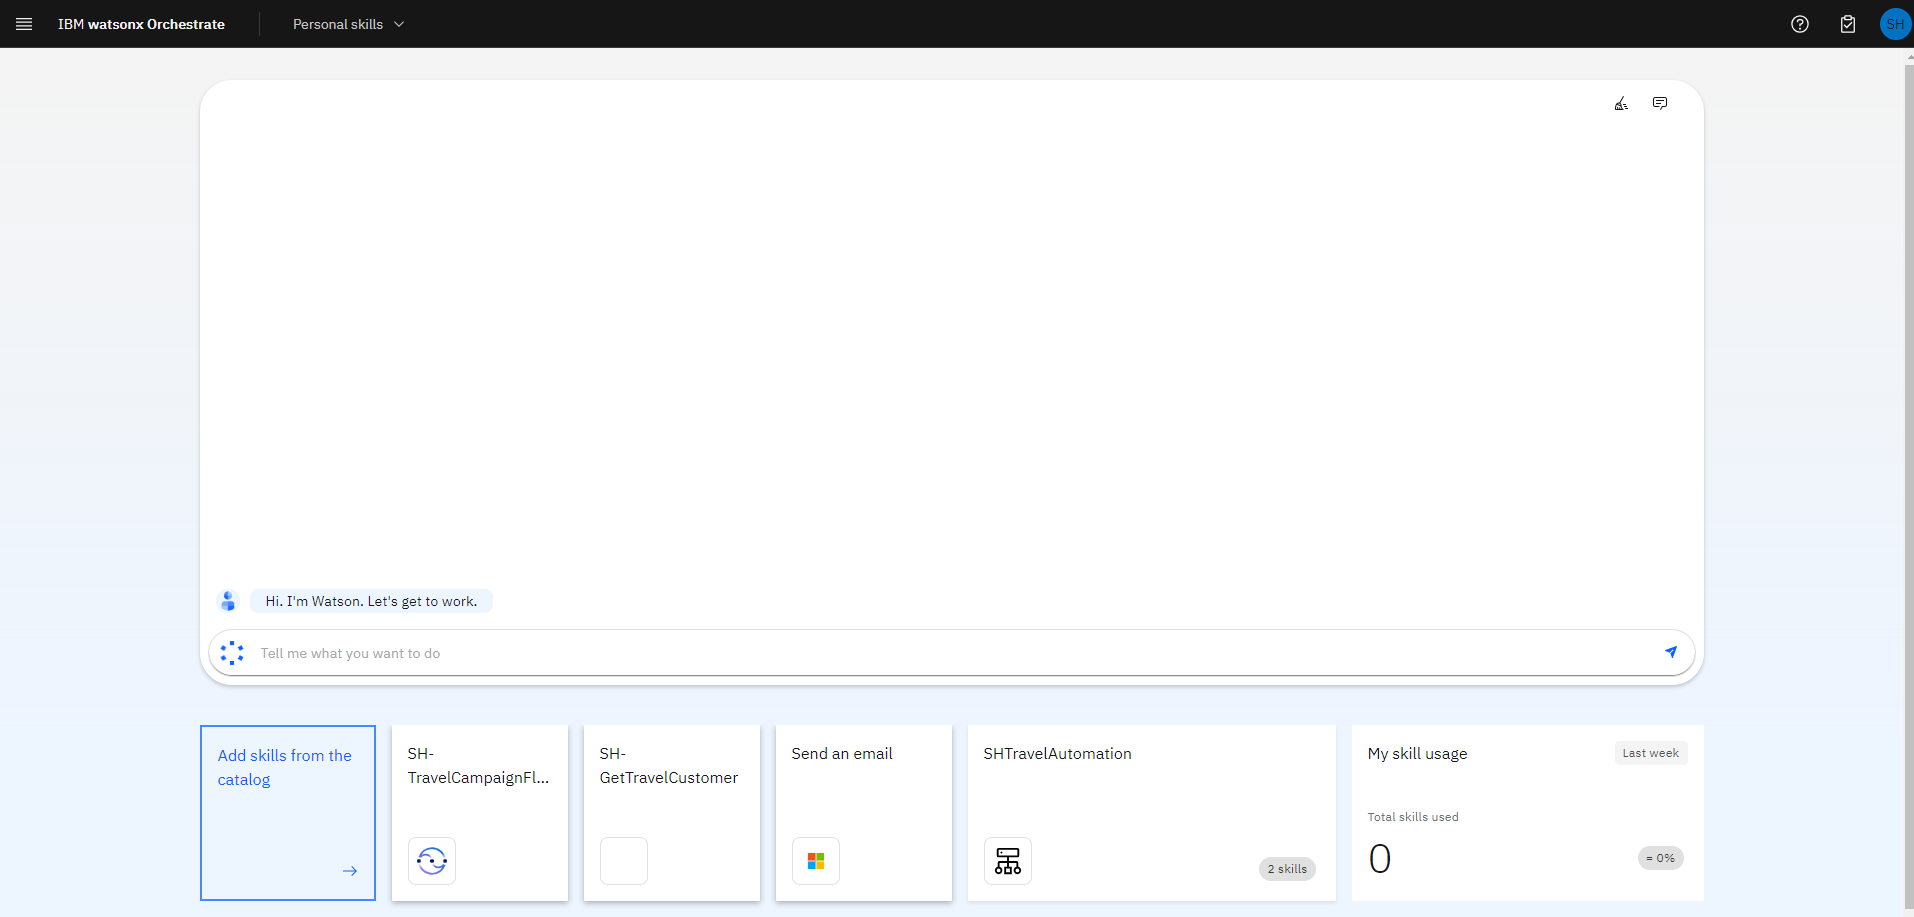 IBM watsonx Orchestrate
Personal skills
SH
Hi. I'm Watson. Let's get to work.
Tell me what you want to do
Add skills from the
catalog
SH-
TravelCampaignFl...
SH-
GetTravelCustomer
Send an email
SHTravelAutomation
2 skills
My skill usage
Last week
Total skills used
0
= 0%